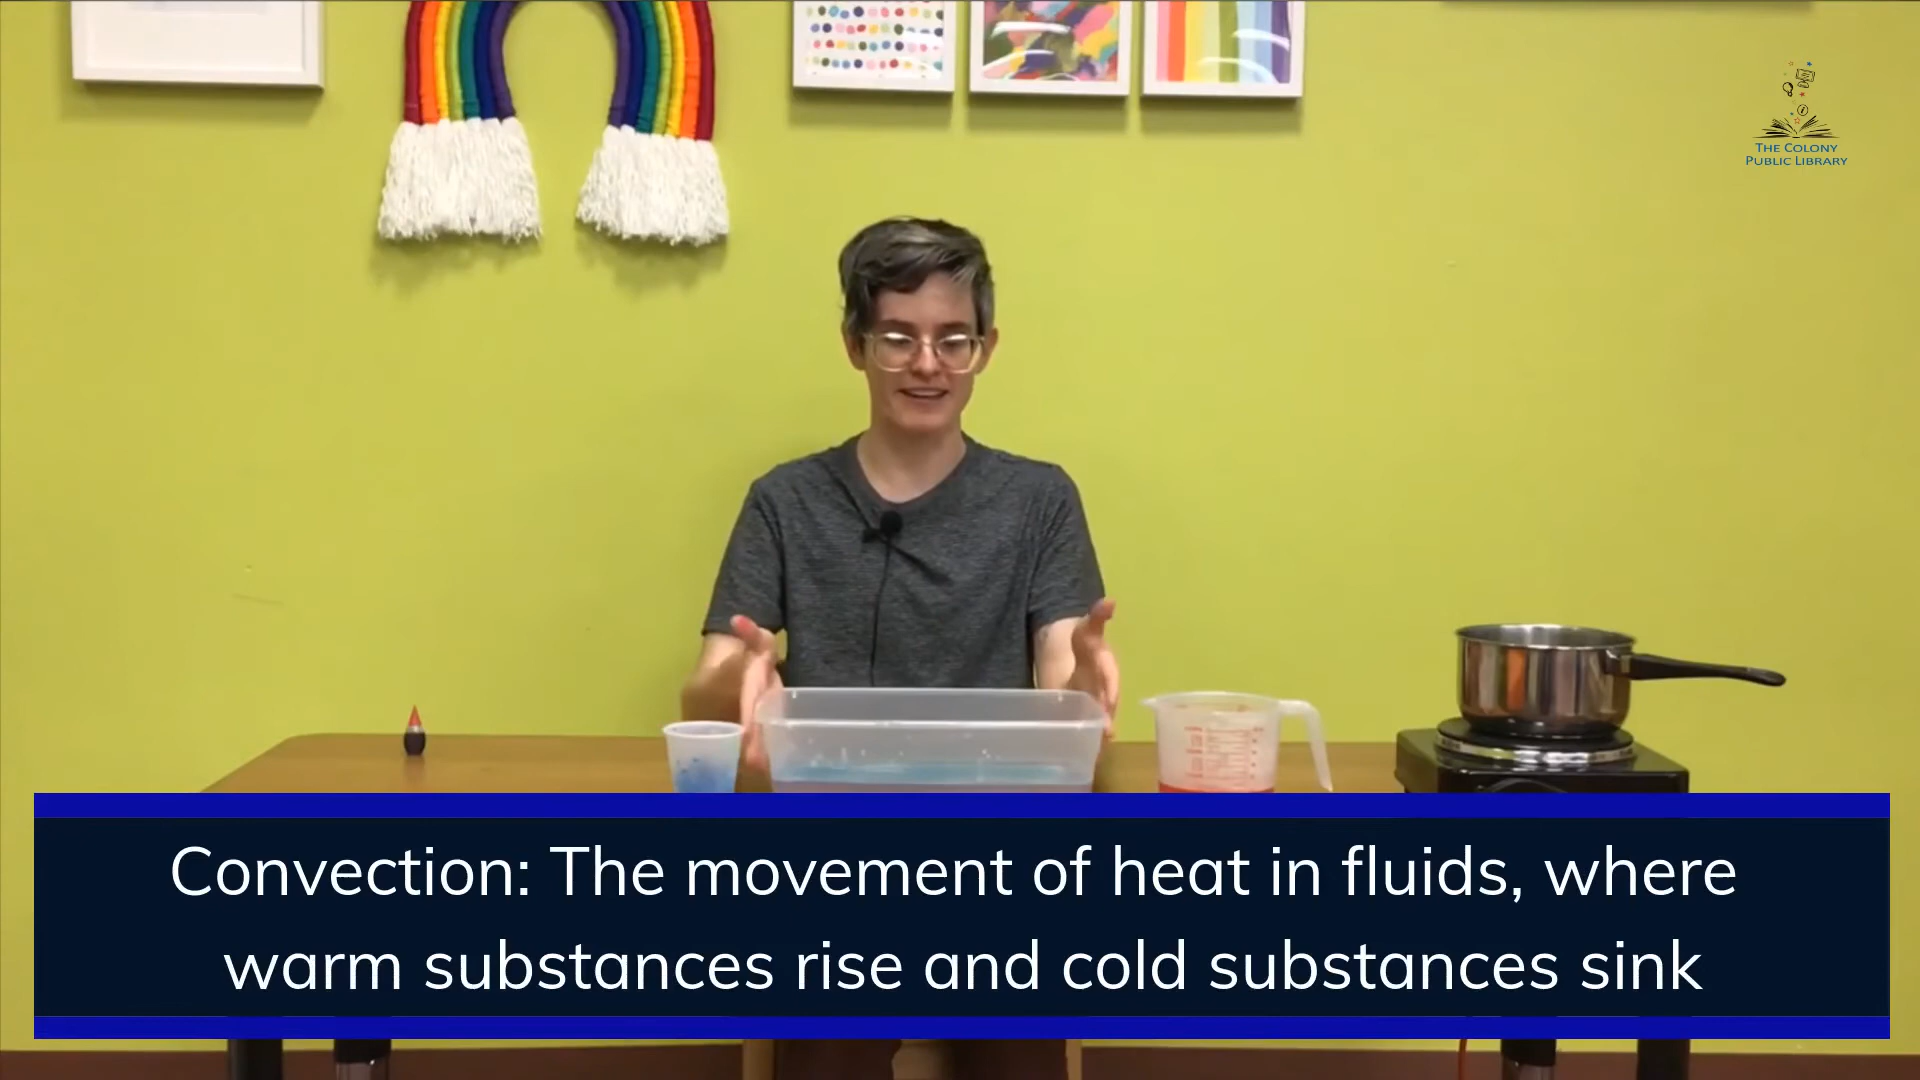 THE COLONY
PUBLIC LIBRARY
Convection: The movement of heat in fluids, where
warm substances rise and cold substances sink